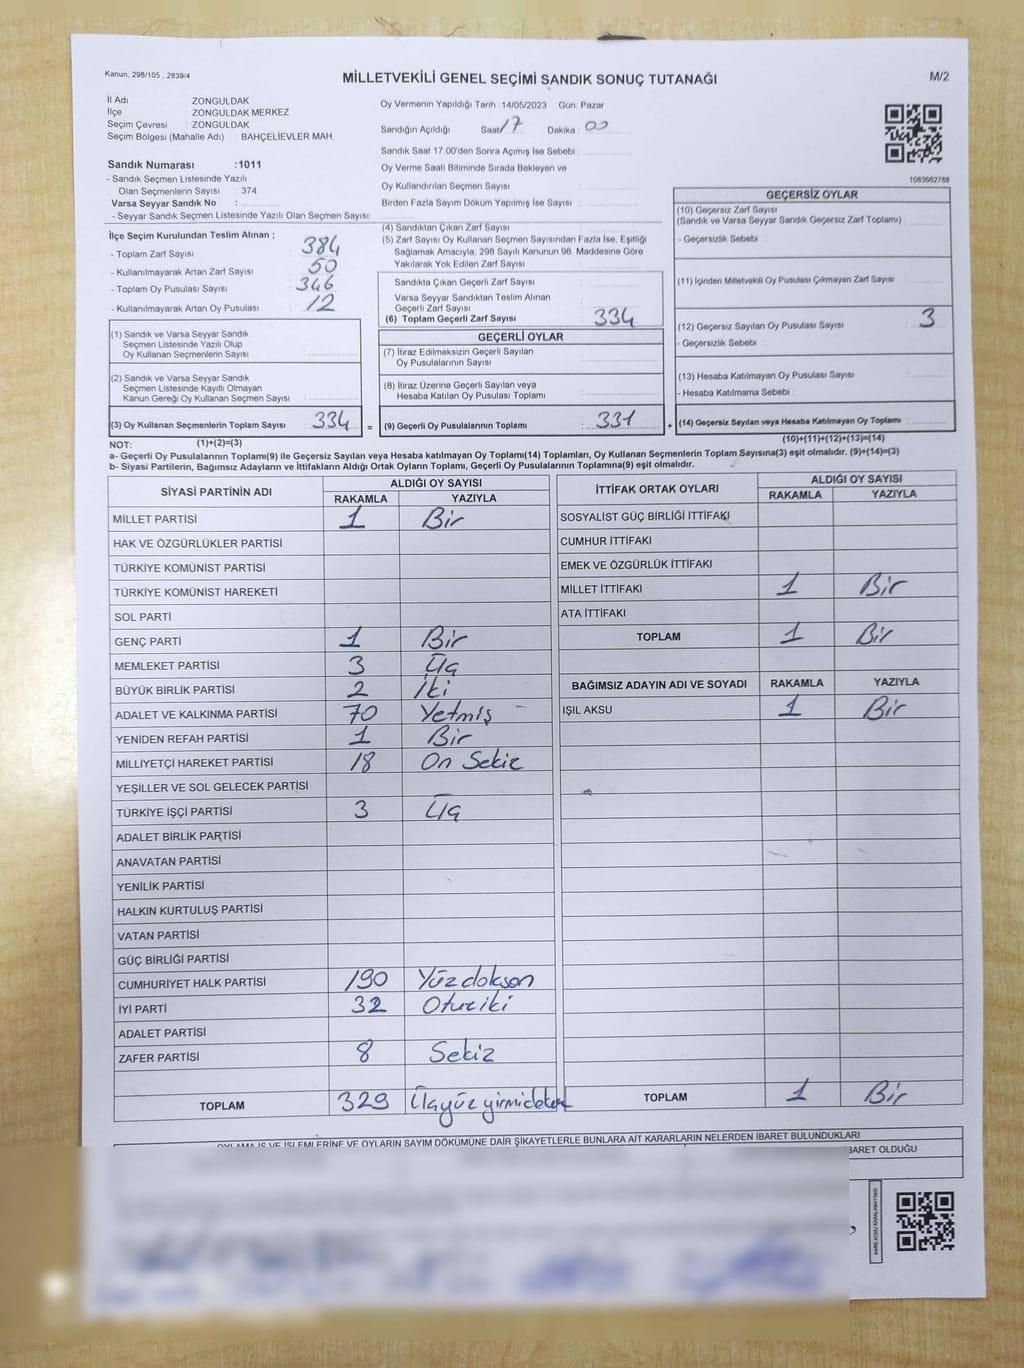 Kanun, 298/105 , 2839/4
MİLLETVEKİLİ GENEL SEÇİMİ SANDIK SONUÇ TUTANAĞI
M/2
İl Adı : ZONGULDAK
İlçe : ZONGULDAK MERKEZ
Seçim Çevresi : ZONGULDAK
Seçim Bölgesi (Mahalle Adı) : BAHÇELİEVLER MAH.
Sandık Numarası :1011
- Sandık Seçmen Listesinde Yazılı
Olan Seçmenlerin Sayısı : 374
Varsa Seyyar Sandık No :
- Seyyar Sandık Seçmen Listesinde Yazılı Olan Seçmen Sayısı:
Oy Vermenin Yapıldığı Tarih :14/05/2023 Gün: Pazar
Sandığın Açıldığı Saat: 17 Dakika : 00
Sandık Saat 17.00'den Sonra Açımış İse Sebebi :
Oy Verme Saati Bitiminde Sırada Bekleyen ve
Oy Kullandırılan Seçmen Sayısı :
Birden Fazla Sayım Döküm Yapılmış İse Sayısı :
1083662788
İlçe Seçim Kurulundan Teslim Alınan ;
- Toplam Zarf Sayısı : 384
- Kullanılmayarak Artan Zarf Sayısı : 50
- Toplam Oy Pusulası Sayısı : 346
- Kullanılmayarak Artan Oy Pusulası : 12
(1) Sandık ve Varsa Seyyar Sandık
Seçmen Listesinde Yazılı Olup
Oy Kullanan Seçmenlerin Sayısı :
(2) Sandık ve Varsa Seyyar Sandık
Seçmen Listesinde Kayıtlı Olmayan
Kanun Gereği Oy Kullanan Seçmen Sayısı :
(3) Oy Kullanan Seçmenlerin Toplam Sayısı : 334 =
(4) Sandıktan Çıkan Zarf Sayısı :
(5) Zarf Sayısı Oy Kullanan Seçmen Sayısından Fazla İse, Eşitliği
Sağlamak Amacıyla, 298 Sayılı Kanunun 98. Maddesine Göre
Yakılarak Yok Edilen Zarf Sayısı :
Sandıkta Çıkan Geçerli Zarf Sayısı :
Varsa Seyyar Sandıktan Teslim Alınan
Geçerli Zarf Sayısı :
(6) Toplam Geçerli Zarf Sayısı : 334
GEÇERLİ OYLAR
(7) İtiraz Edilmeksizin Geçerli Sayılan
Oy Pusulalarının Sayısı :
(8) İtiraz Üzerine Geçerli Sayılan veya
Hesaba Katılan Oy Pusulası Toplamı :
(9) Geçerli Oy Pusulalarının Toplamı : 331 +
GEÇERSİZ OYLAR
(10) Geçersiz Zarf Sayısı
(Sandık ve Varsa Seyyar Sandık Geçersiz Zarf Toplamı) :
- Geçersizlik Sebebi :
(11) İçinden Milletvekili Oy Pusulası Çıkmayan Zarf Sayısı :
(12) Geçersiz Sayılan Oy Pusulası Sayısı : 3
- Geçersizlik Sebebi :
(13) Hesaba Katılmayan Oy Pusulası Sayısı :
- Hesaba Katılmama Sebebi :
(14) Geçersiz Sayılan veya Hesaba Katılmayan Oy Toplamı :
NOT: (1)+(2)=(3) (10)+(11)+(12)+(13)=(14)
a- Geçerli Oy Pusulalarının Toplamı(9) ile Geçersiz Sayılan veya Hesaba katılmayan Oy Toplamı(14) Toplamları, Oy Kullanan Seçmenlerin Toplam Sayısına(3) eşit olmalıdır. (9)+(14)=(3)
b- Siyasi Partilerin, Bağımsız Adayların ve İttifakların Aldığı Ortak Oyların Toplamı, Geçerli Oy Pusulalarının Toplamına(9) eşit olmalıdır.
SİYASİ PARTİNİN ADI ALDIĞI OY SAYISI
RAKAMLA YAZIYLA
MİLLET PARTİSİ 1 Bir
HAK VE ÖZGÜRLÜKLER PARTİSİ
TÜRKİYE KOMÜNİST PARTİSİ
TÜRKİYE KOMÜNİST HAREKETİ
SOL PARTİ
GENÇ PARTİ 1 Bir
MEMLEKET PARTİSİ 3 Üç
BÜYÜK BİRLİK PARTİSİ 2 İki
ADALET VE KALKINMA PARTİSİ 70 Yetmiş
YENİDEN REFAH PARTİSİ 1 Bir
MİLLİYETÇİ HAREKET PARTİSİ 18 On Sekiz
YEŞİLLER VE SOL GELECEK PARTİSİ
TÜRKİYE İŞÇİ PARTİSİ 3 Üç
ADALET BİRLİK PARTİSİ
ANAVATAN PARTİSİ
YENİLİK PARTİSİ
HALKIN KURTULUŞ PARTİSİ
VATAN PARTİSİ
GÜÇ BİRLİĞİ PARTİSİ
CUMHURİYET HALK PARTİSİ 190 Yüzdoksan
İYİ PARTİ 32 Otuziki
ADALET PARTİSİ
ZAFER PARTİSİ 8 Sekiz
TOPLAM 329 Üçyüzyirmidokuz
İTTİFAK ORTAK OYLARI ALDIĞI OY SAYISI
RAKAMLA YAZIYLA
SOSYALİST GÜÇ BİRLİĞİ İTTİFAKI
CUMHUR İTTİFAKI
EMEK VE ÖZGÜRLÜK İTTİFAKI
MİLLET İTTİFAKI 1 Bir
ATA İTTİFAKI
TOPLAM 1 Bir
BAĞIMSIZ ADAYIN ADI VE SOYADI RAKAMLA YAZIYLA
IŞIL AKSU 1 Bir
TOPLAM 1 Bir
OYLAMA İŞ VE İŞLEMLERİNE VE OYLARIN SAYIM DÖKÜMÜNE DAİR ŞİKAYETLERLE BUNLARA AİT KARARLARIN NELERDEN İBARET BULUNDUKLARI
İBARET OLDUĞU